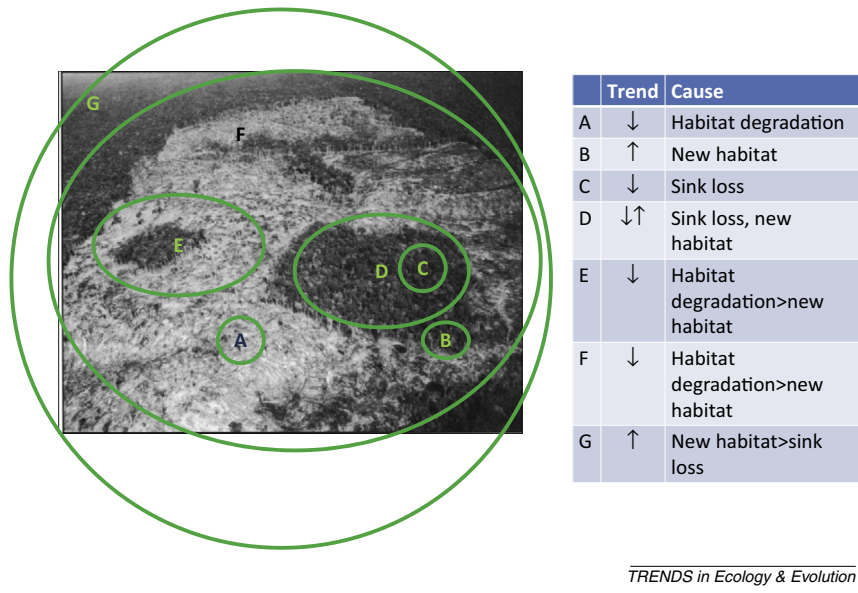 G
F
E
D
C
A
B
Trend Cause
A ↓ Habitat degradation
B ↑ New habitat
C ↓ Sink loss
D ↓↑ Sink loss, new
habitat
E ↓ Habitat
degradation>new
habitat
F ↓ Habitat
degradation>new
habitat
G ↑ New habitat>sink
loss
TRENDS in Ecology & Evolution